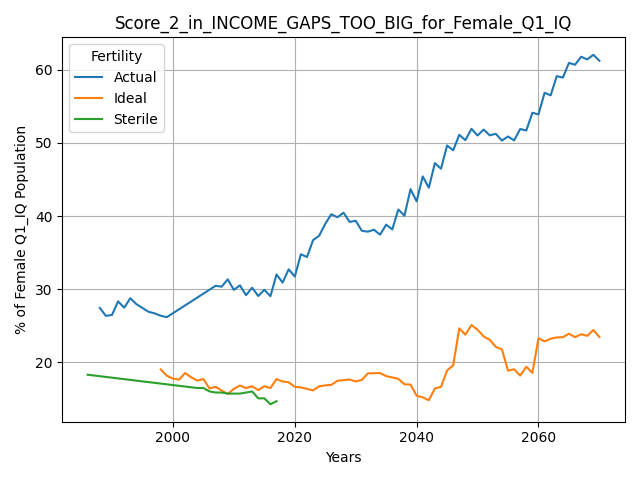 Score_2_in_INCOME_GAPS_TOO_BIG_for_Female_Q1_IQ
Fertility
Actual
Ideal
Sterile
% of Female Q1_IQ Population
60
50
40
30
20
2000 2020 2040 2060
Years